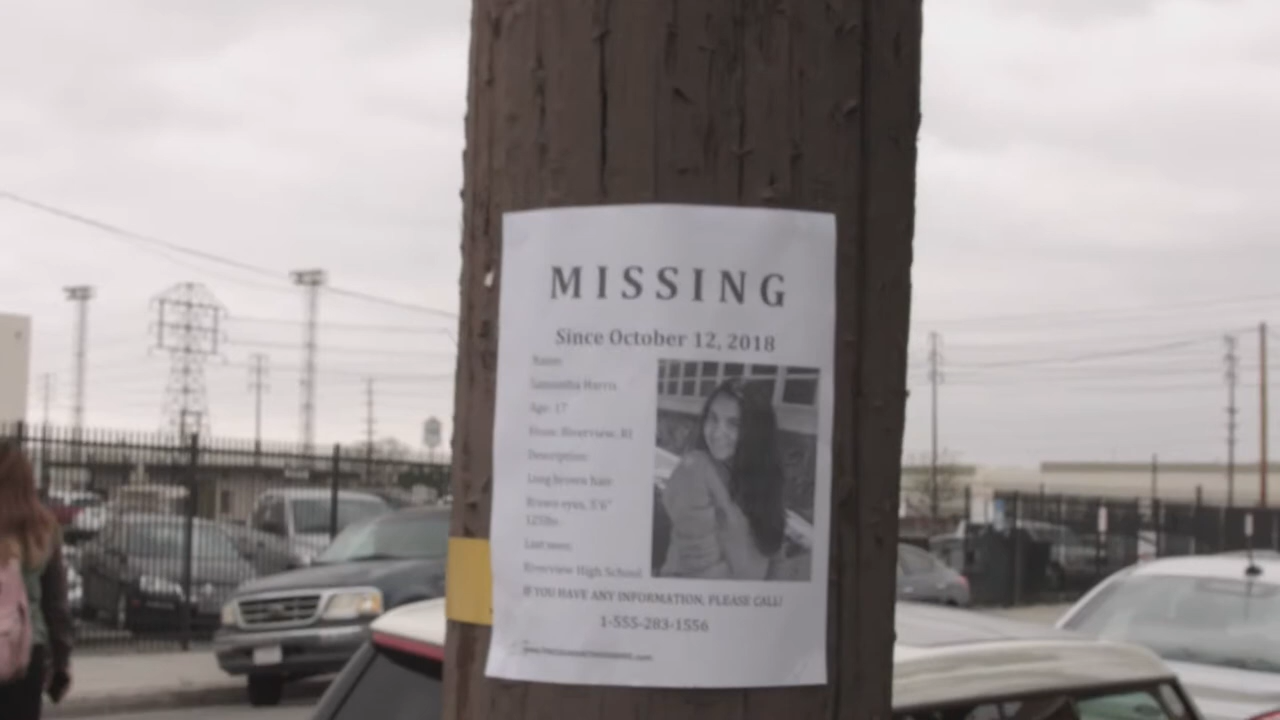 MISSING
Since October 12, 2018
Name:
Samantha Harris
Age: 17
From: Riverview, RI
Description:
Long brown hair
Brown eyes, 5'6"
125lbs
Last seen:
Riverview High School
IF YOU HAVE ANY INFORMATION, PLEASE CALL!
1-555-283-1556